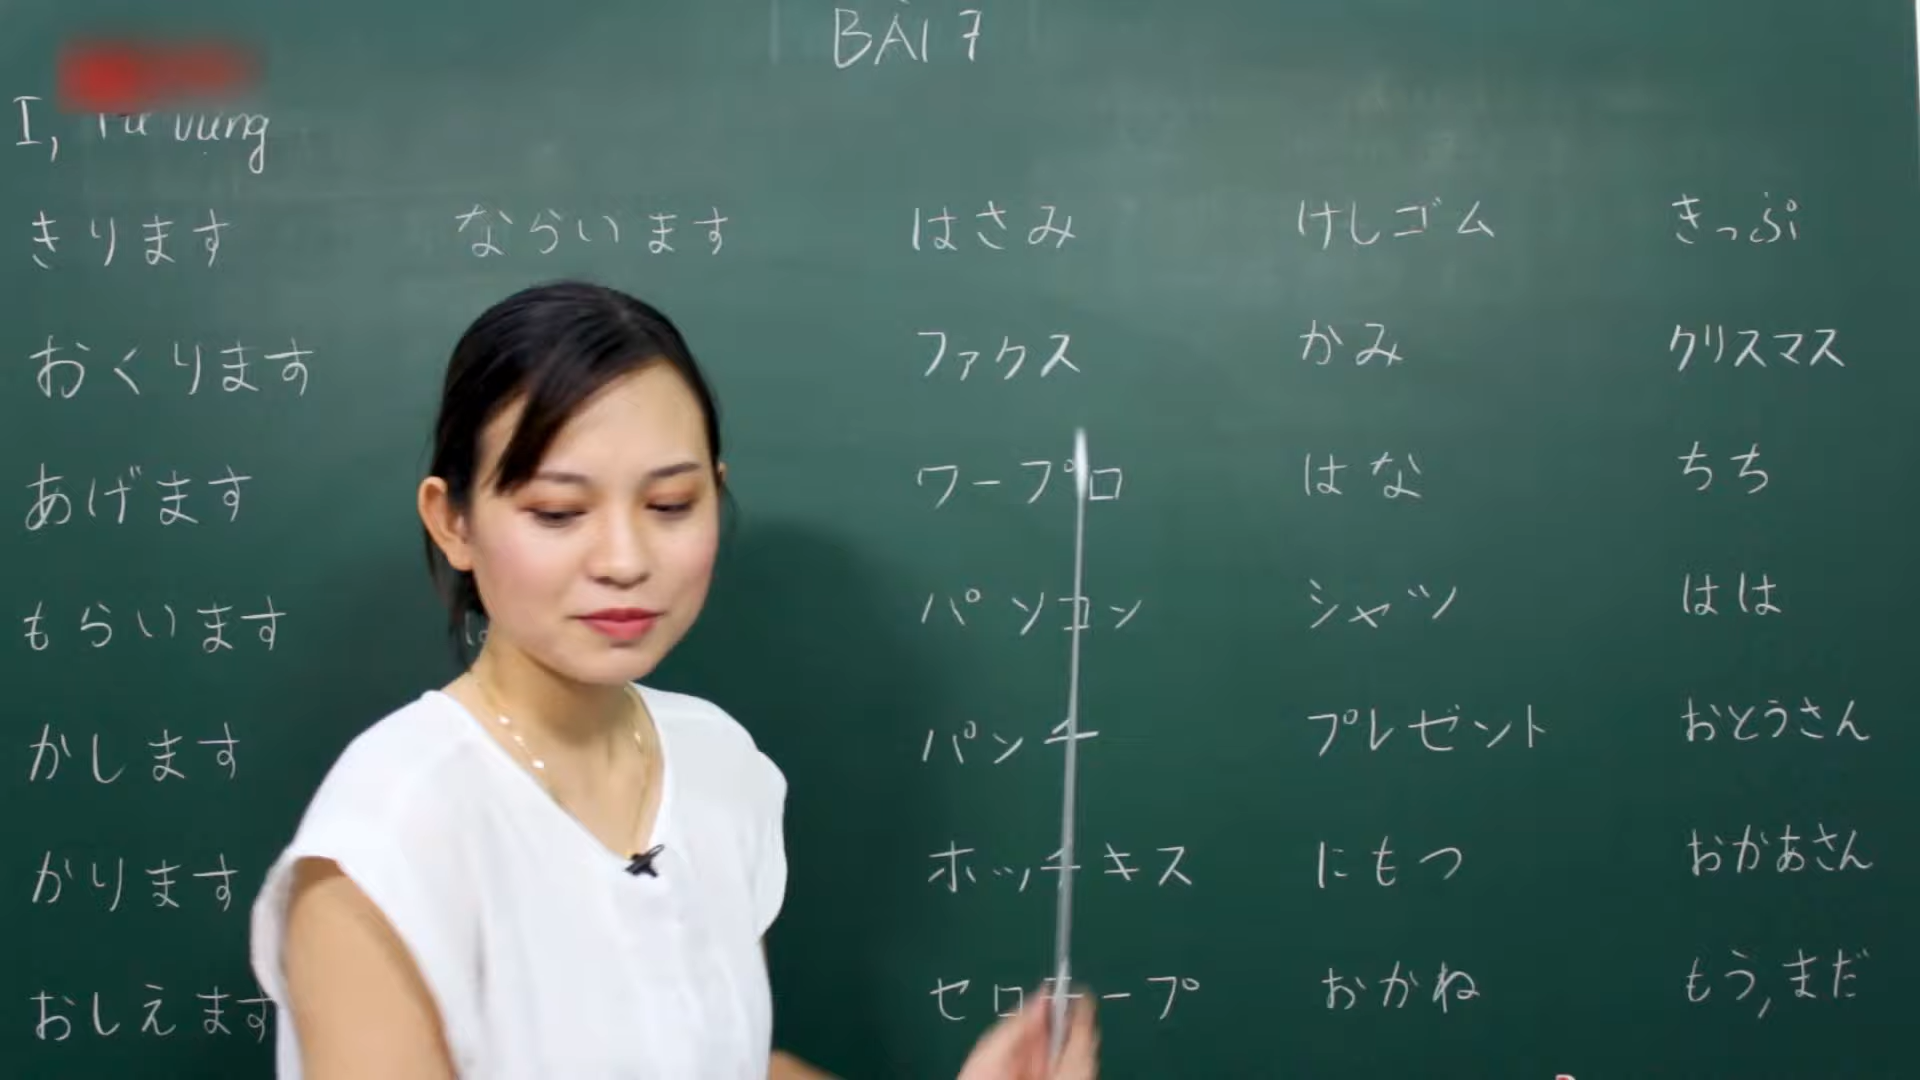 BÀI 7
I, Từ vựng
きります ならいます はさみ けしゴム きっぷ
おくります ファクス かみ クリスマス
あげます ワープロ はな ちち
もらいます パソコン シャツ はは
かします パンチ プレゼント おとうさん
かります ホッチキス にもつ おかあさん
おしえます セロテープ おかね もう,まだ